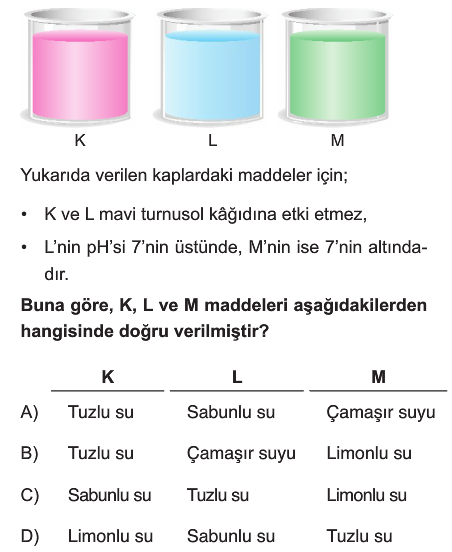 K L M
Yukarıda verilen kaplardaki maddeler için;
• K ve L mavi turnusol kâğıdına etki etmez,
• L’nin pH’si 7’nin üstünde, M’nin ise 7’nin altında-
dır.
Buna göre, K, L ve M maddeleri aşağıdakilerden
hangisinde doğru verilmiştir?
K L M
A) Tuzlu su Sabunlu su Çamaşır suyu
B) Tuzlu su Çamaşır suyu Limonlu su
C) Sabunlu su Tuzlu su Limonlu su
D) Limonlu su Sabunlu su Tuzlu su